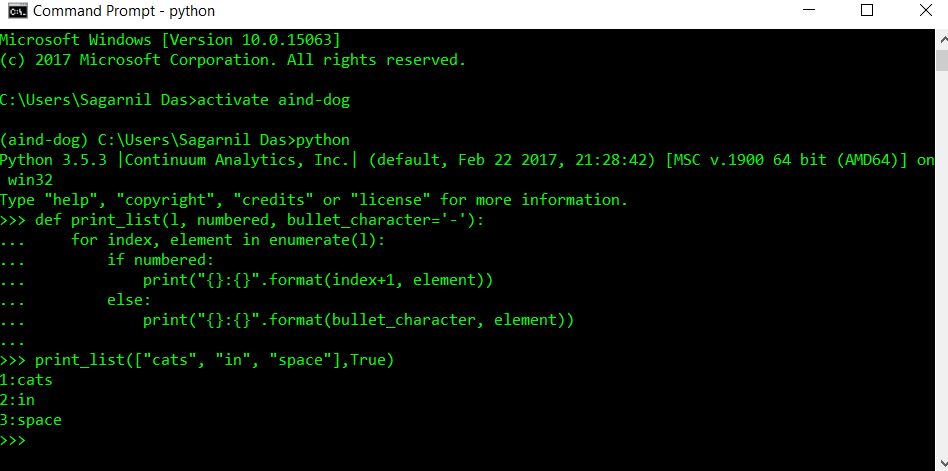 Command Prompt - python
Microsoft Windows [Version 10.0.15063]
(c) 2017 Microsoft Corporation. All rights reserved.
C:\Users\Sagarnil Das>activate aind-dog
(aind-dog) C:\Users\Sagarnil Das>python
Python 3.5.3 |Continuum Analytics, Inc.| (default, Feb 22 2017, 21:28:42) [MSC v.1900 64 bit (AMD64)] on
 win32
Type "help", "copyright", "credits" or "license" for more information.
>>> def print_list(l, numbered, bullet_character='-'):
...     for index, element in enumerate(l):
...         if numbered:
...             print("{}:{}".format(index+1, element))
...         else:
...             print("{}:{}".format(bullet_character, element))
...
>>> print_list(["cats", "in", "space"],True)
1:cats
2:in
3:space
>>>